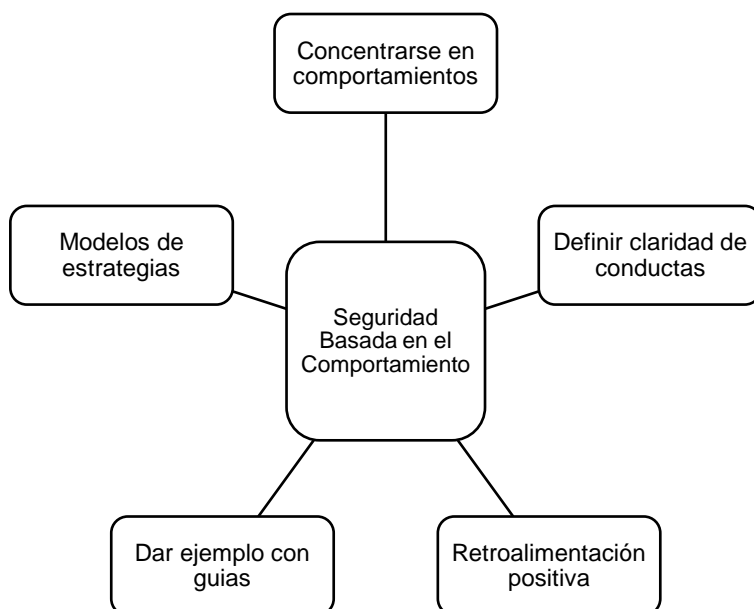 Concentrarse en
comportamientos
Modelos de
estrategias
Definir claridad de
conductas
Seguridad
Basada en el
Comportamiento
Dar ejemplo con
guias
Retroalimentación
positiva